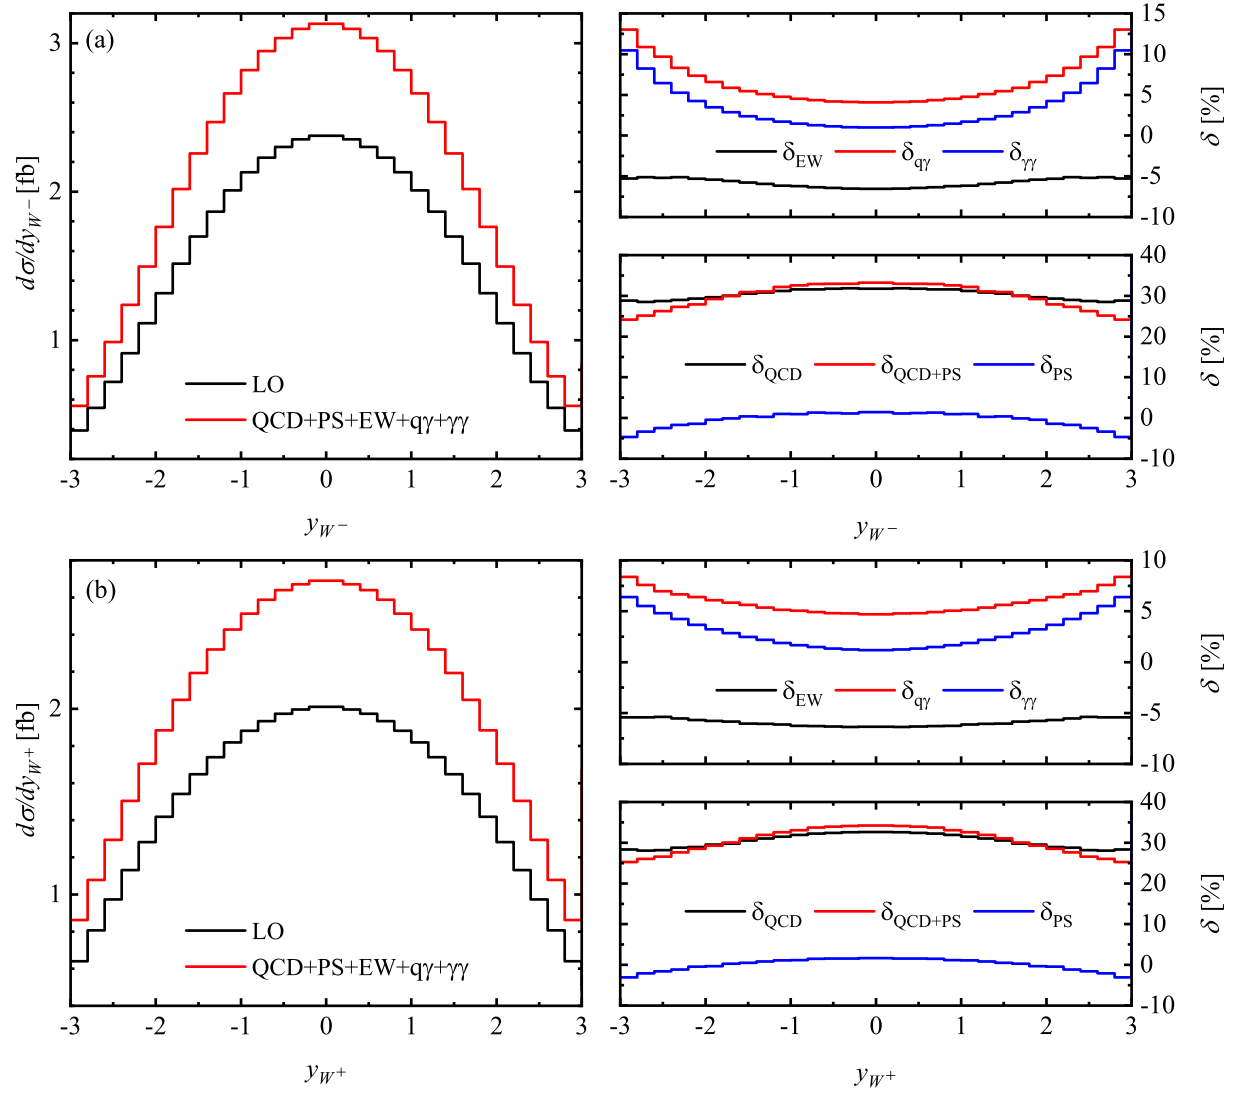 (a)
3
2
1
dσ/dy_W⁻ [fb]
LO
QCD+PS+EW+qγ+γγ
-3 -2 -1 0 1 2 3
y_W⁻
15
10
5
0
-5
-10
δ [%]
δ_EW δ_qγ δ_γγ
40
30
20
10
0
-10
δ [%]
δ_QCD δ_QCD+PS δ_PS
-3 -2 -1 0 1 2 3
y_W⁻
(b)
2
1
dσ/dy_W⁺ [fb]
LO
QCD+PS+EW+qγ+γγ
-3 -2 -1 0 1 2 3
y_W⁺
10
5
0
-5
-10
δ [%]
δ_EW δ_qγ δ_γγ
40
30
20
10
0
-10
δ [%]
δ_QCD δ_QCD+PS δ_PS
-3 -2 -1 0 1 2 3
y_W⁺